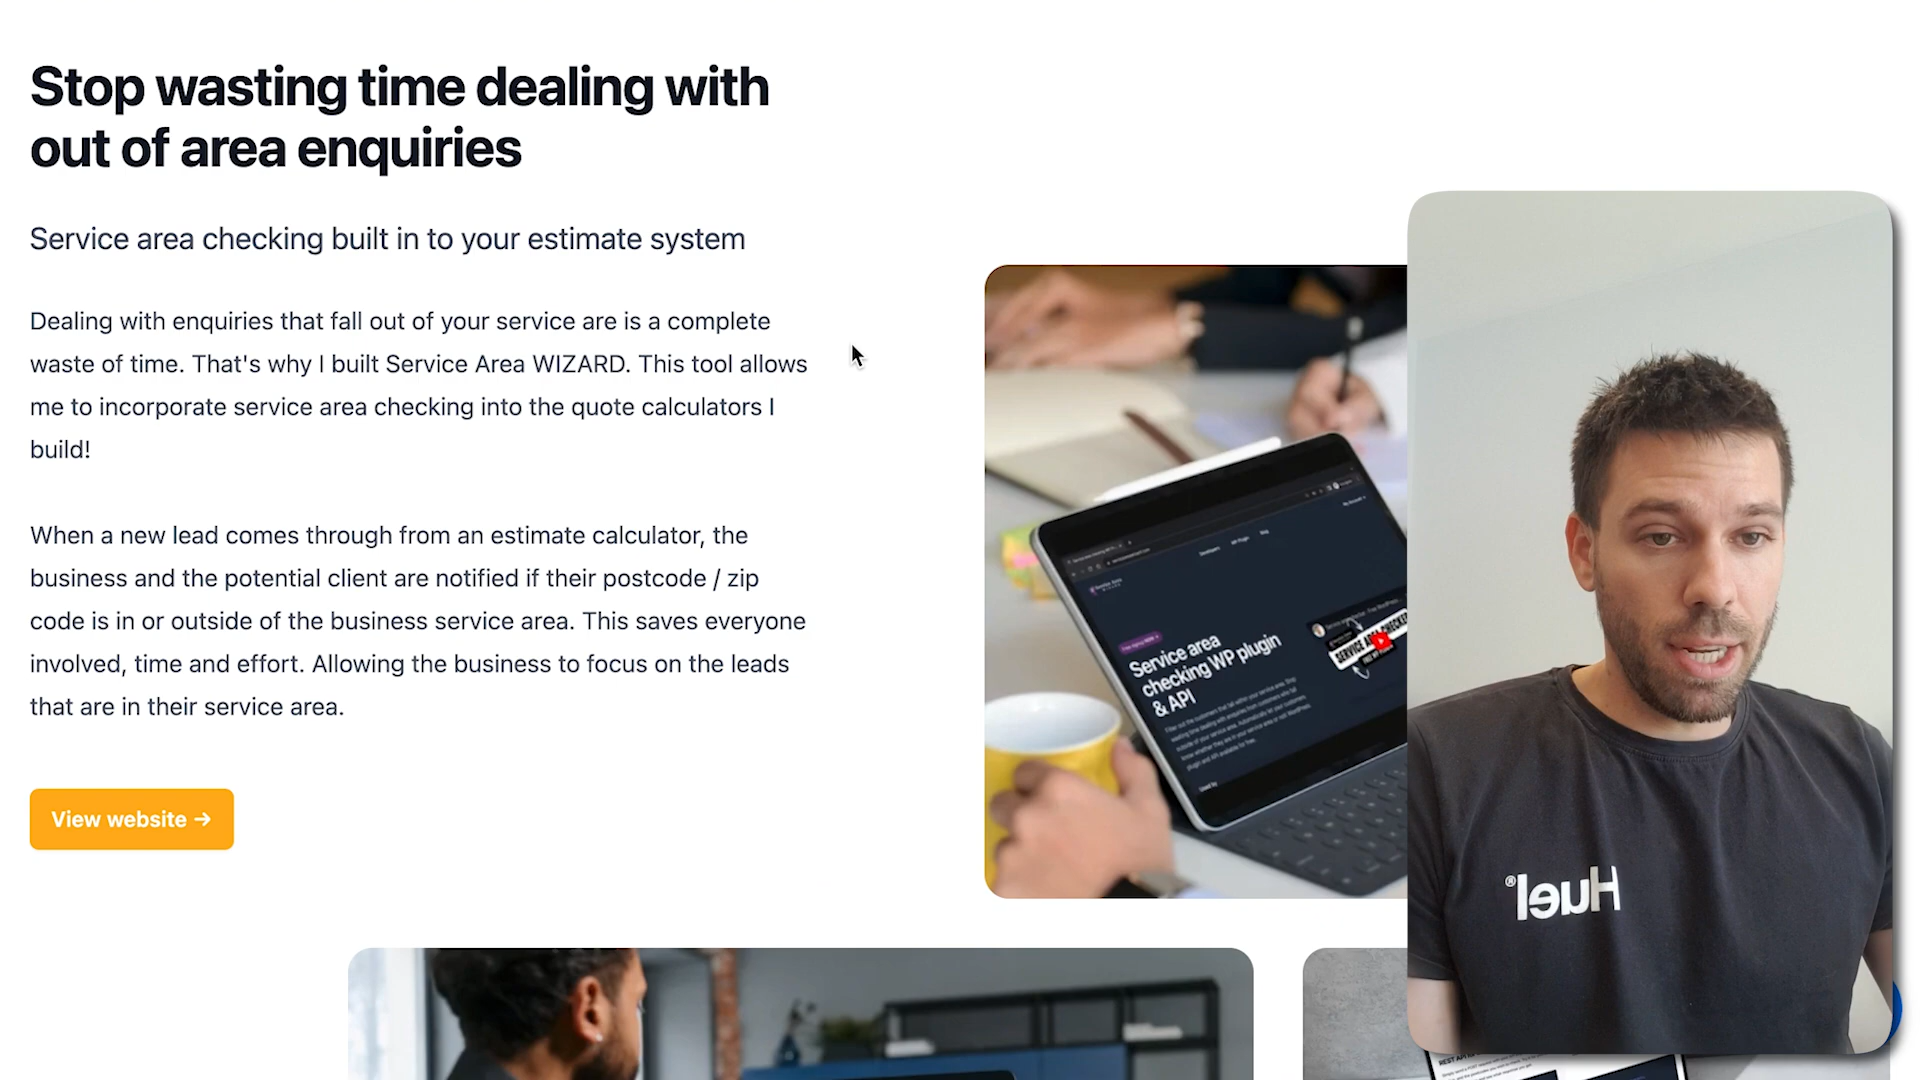 Stop wasting time dealing with
out of area enquiries
Service area checking built in to your estimate system
Dealing with enquiries that fall out of your service are is a complete
waste of time. That's why I built Service Area WIZARD. This tool allows
me to incorporate service area checking into the quote calculators I
build!
When a new lead comes through from an estimate calculator, the
business and the potential client are notified if their postcode / zip
code is in or outside of the business service area. This saves everyone
involved, time and effort. Allowing the business to focus on the leads
that are in their service area.
View website →
Service area
checking WP plugin
& API
SERVICE AREA CHECKER
Huel®